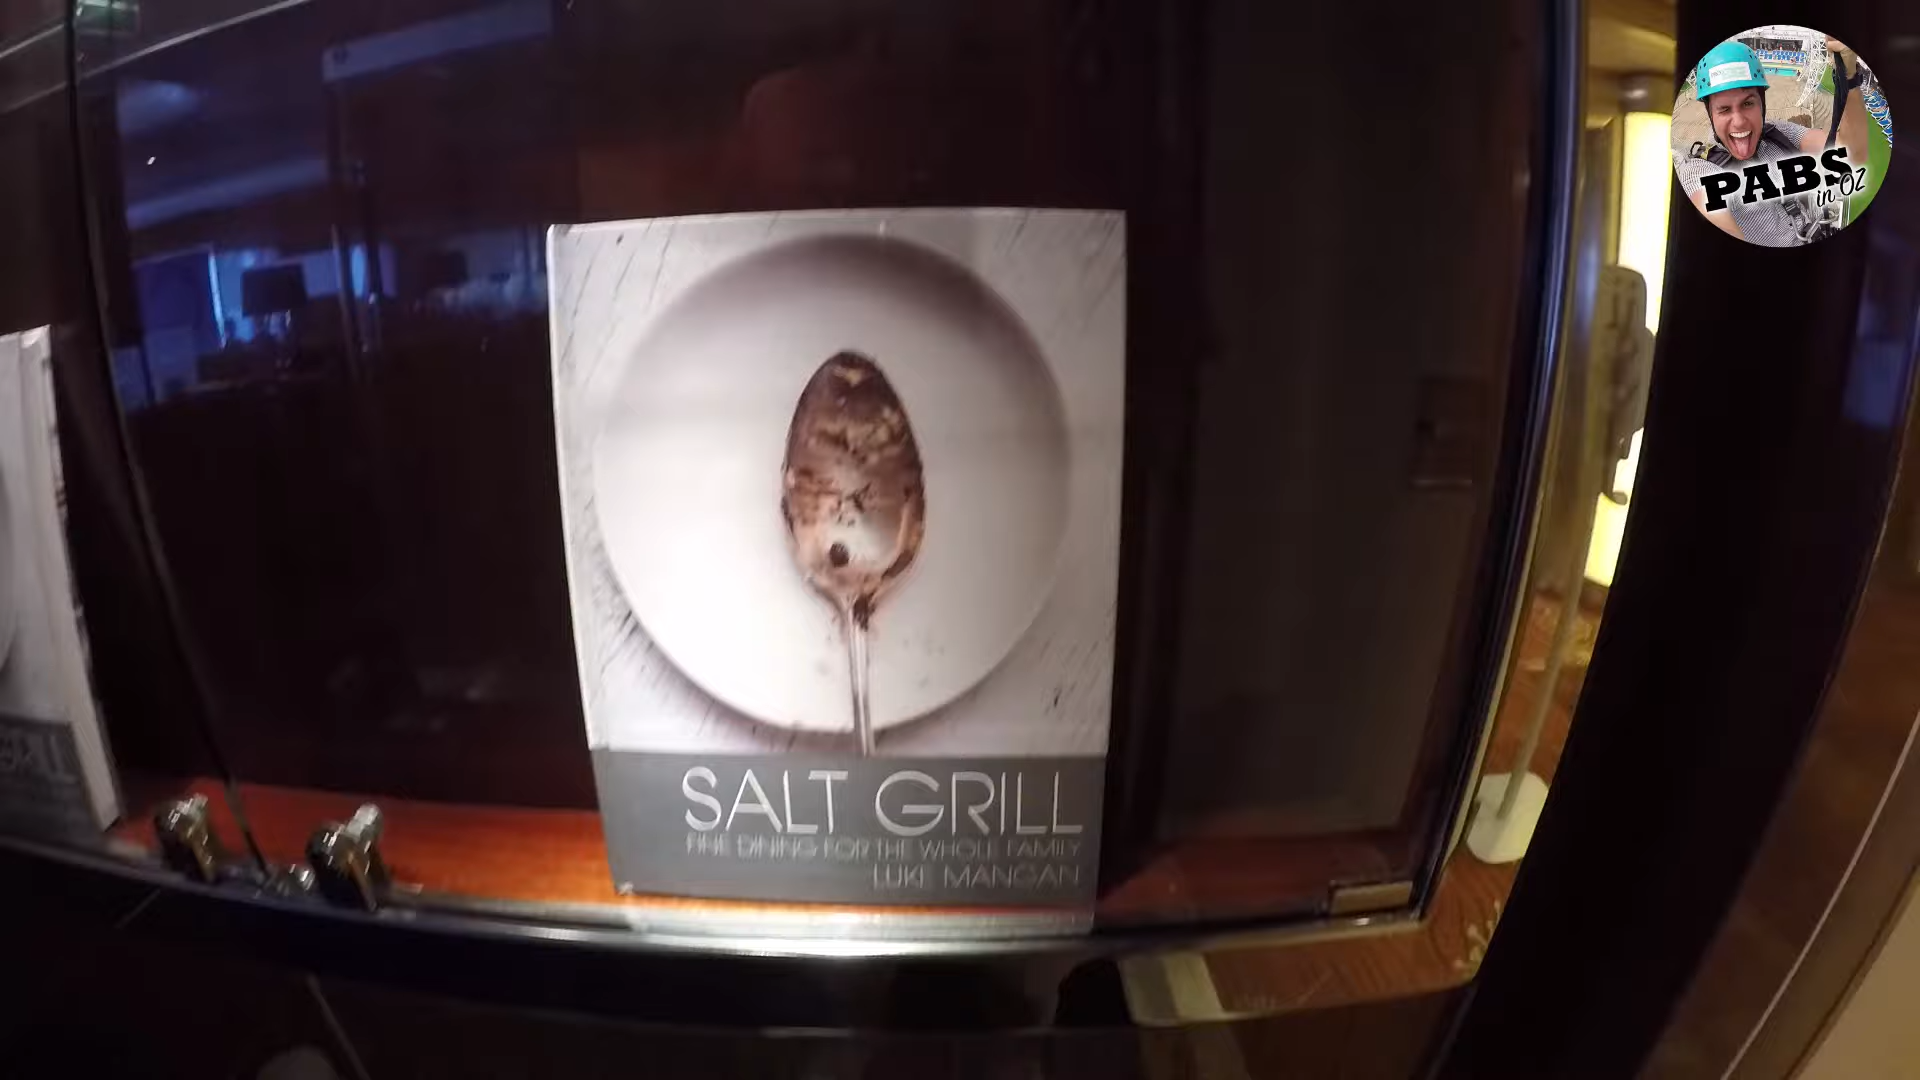 PABS
in OZ
SALT GRILL
FINE DINING FOR THE WHOLE FAMILY
LUKE MANGAN